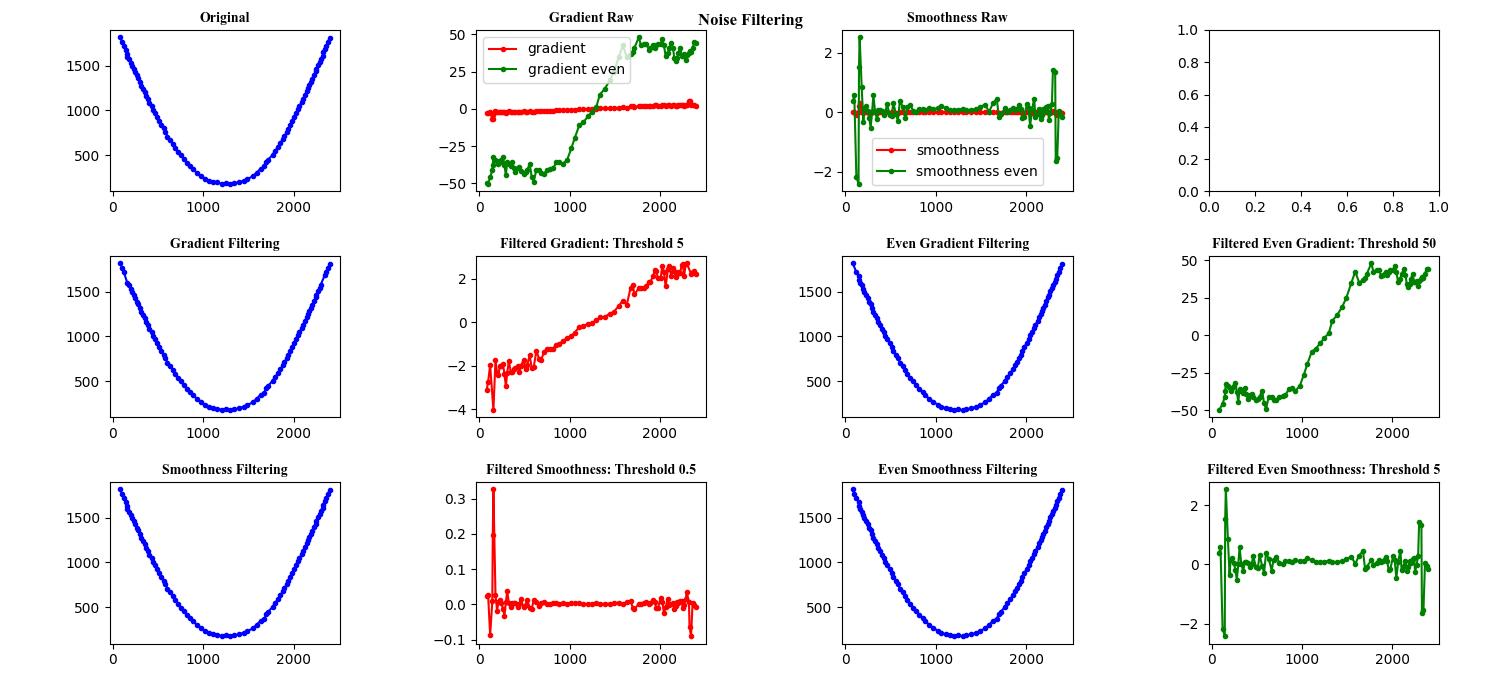 Noise Filtering
Original
1500
1000
500
0 1000 2000
Gradient Raw
gradient
gradient even
50
25
0
−25
−50
0 1000 2000
Smoothness Raw
smoothness
smoothness even
2
0
−2
0 1000 2000
1.0
0.8
0.6
0.4
0.2
0.0
0.0 0.2 0.4 0.6 0.8 1.0
Gradient Filtering
1500
1000
500
0 1000 2000
Filtered Gradient: Threshold 5
2
0
−2
−4
0 1000 2000
Even Gradient Filtering
1500
1000
500
0 1000 2000
Filtered Even Gradient: Threshold 50
50
25
0
−25
−50
0 1000 2000
Smoothness Filtering
1500
1000
500
0 1000 2000
Filtered Smoothness: Threshold 0.5
0.3
0.2
0.1
0.0
−0.1
0 1000 2000
Even Smoothness Filtering
1500
1000
500
0 1000 2000
Filtered Even Smoothness: Threshold 5
2
0
−2
0 1000 2000